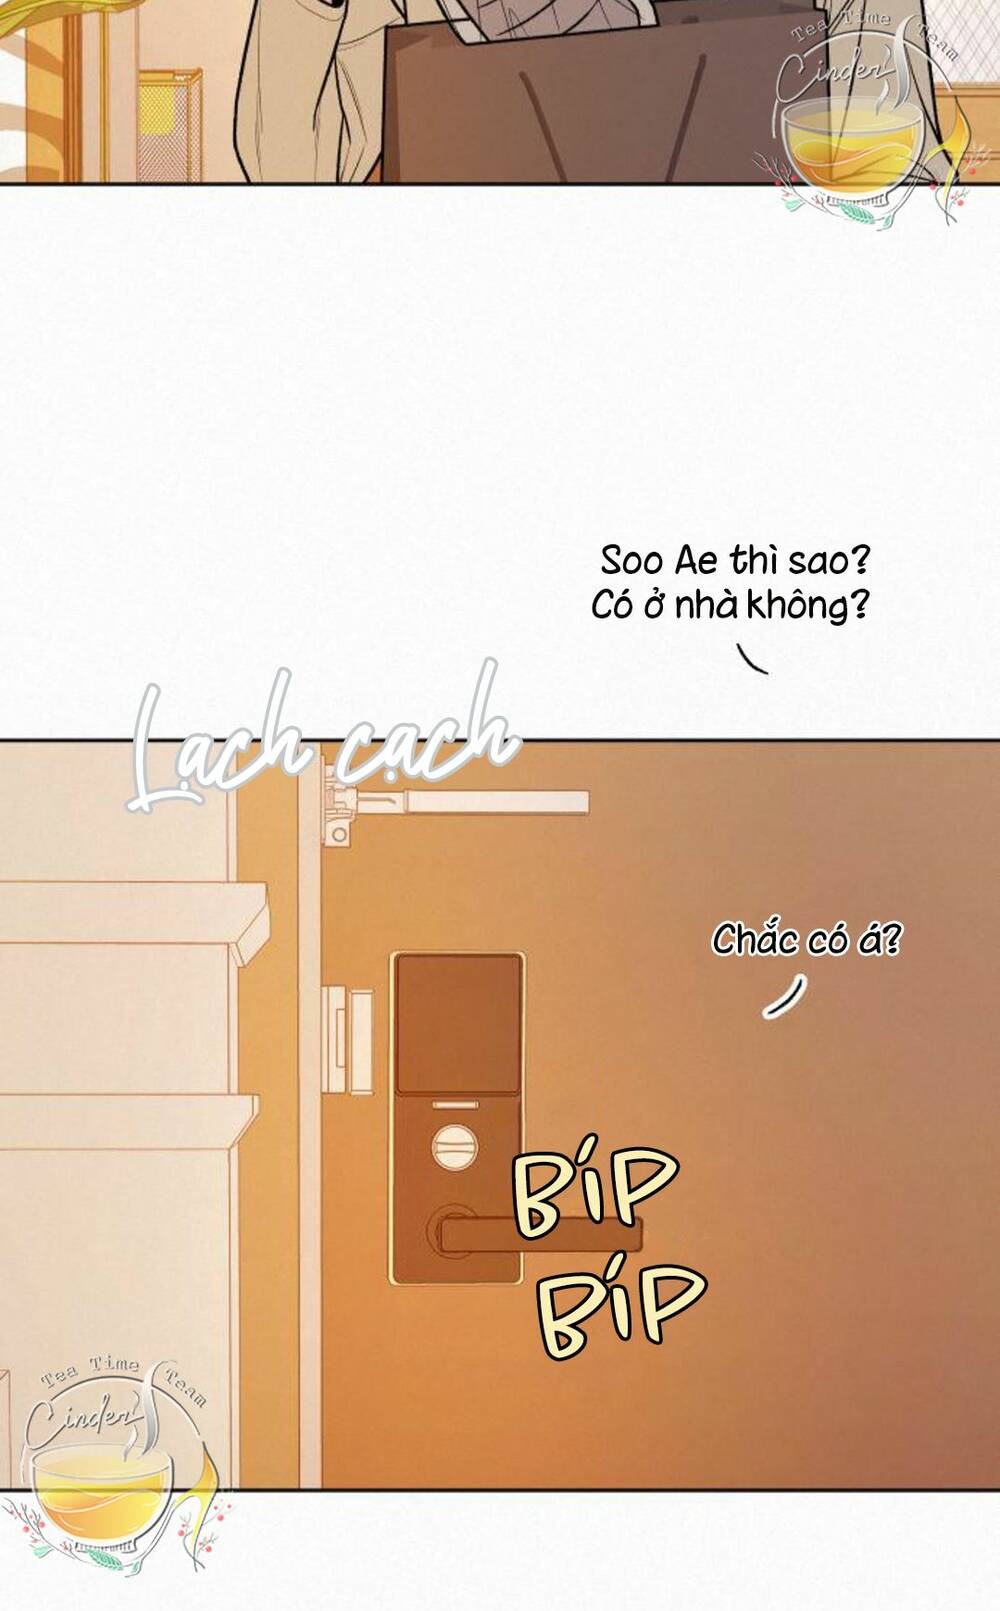 Tea Time Team
Cinder's
Soo Ae thì sao?
Có ở nhà không?
Lạch cạch
Chắc có á?
BíP
BíP
Tea Time Team
Cinder's